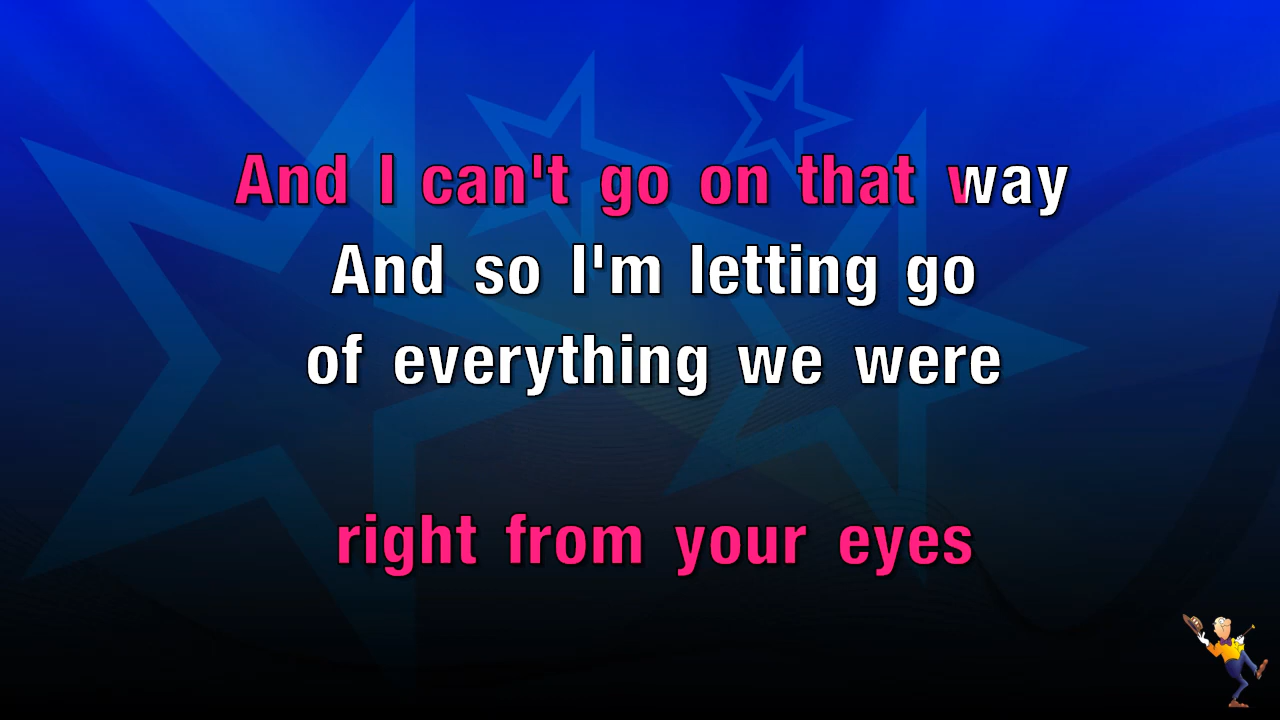 And I can't go on that way
And so I'm letting go
of everything we were
right from your eyes